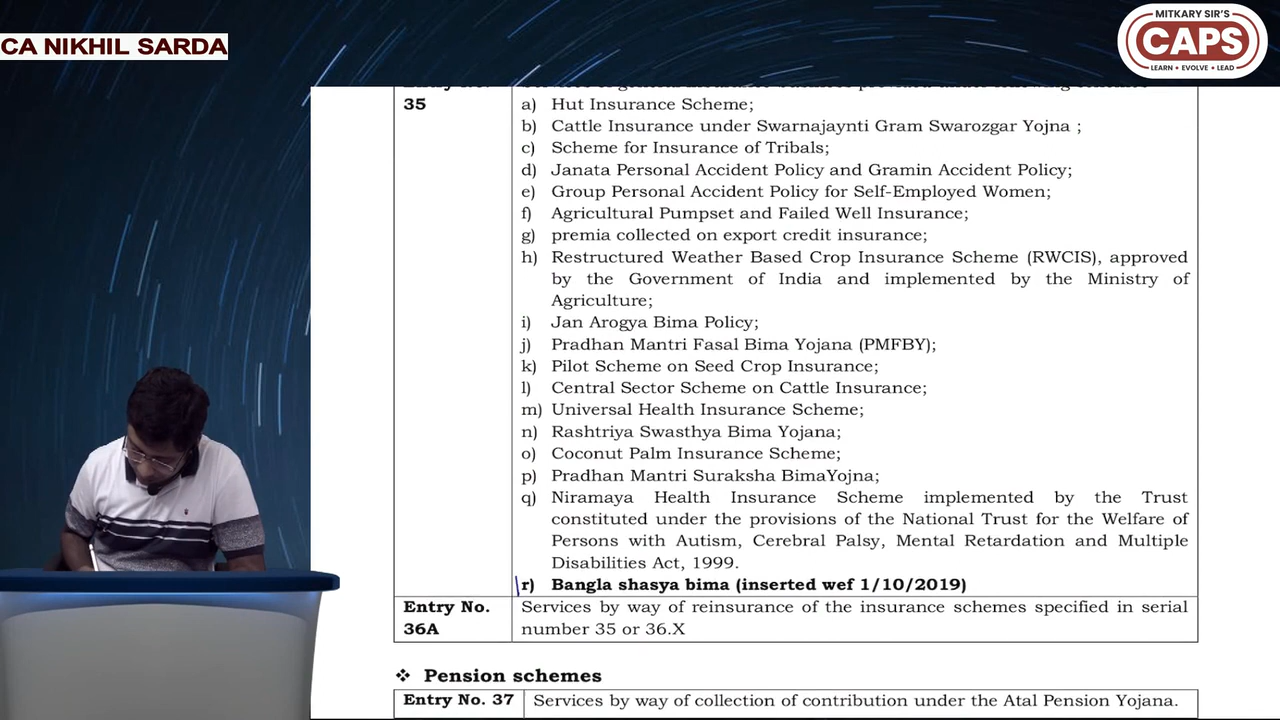 CA NIKHIL SARDA
MITKARY SIR'S
CAPS
LEARN • EVOLVE • LEAD
35
a) Hut Insurance Scheme;
b) Cattle Insurance under Swarnajaynti Gram Swarozgar Yojna ;
c) Scheme for Insurance of Tribals;
d) Janata Personal Accident Policy and Gramin Accident Policy;
e) Group Personal Accident Policy for Self-Employed Women;
f) Agricultural Pumpset and Failed Well Insurance;
g) premia collected on export credit insurance;
h) Restructured Weather Based Crop Insurance Scheme (RWCIS), approved
by the Government of India and implemented by the Ministry of
Agriculture;
i) Jan Arogya Bima Policy;
j) Pradhan Mantri Fasal Bima Yojana (PMFBY);
k) Pilot Scheme on Seed Crop Insurance;
l) Central Sector Scheme on Cattle Insurance;
m) Universal Health Insurance Scheme;
n) Rashtriya Swasthya Bima Yojana;
o) Coconut Palm Insurance Scheme;
p) Pradhan Mantri Suraksha BimaYojna;
q) Niramaya Health Insurance Scheme implemented by the Trust
constituted under the provisions of the National Trust for the Welfare of
Persons with Autism, Cerebral Palsy, Mental Retardation and Multiple
Disabilities Act, 1999.
r) Bangla shasya bima (inserted wef 1/10/2019)
Entry No.
36A
Services by way of reinsurance of the insurance schemes specified in serial
number 35 or 36.X
❖ Pension schemes
Entry No. 37
Services by way of collection of contribution under the Atal Pension Yojana.